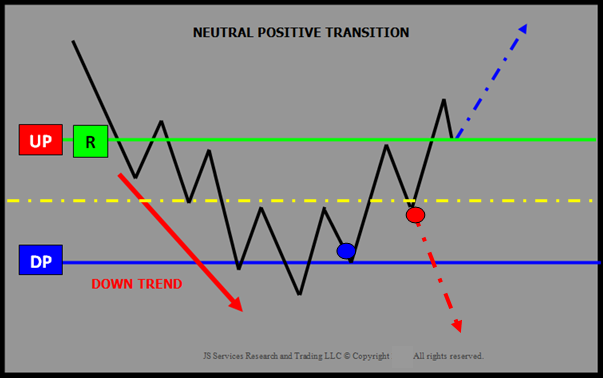 NEUTRAL POSITIVE TRANSITION
UP R
DP
DOWN TREND
JS Services Research and Trading LLC © Copyright All rights reserved.